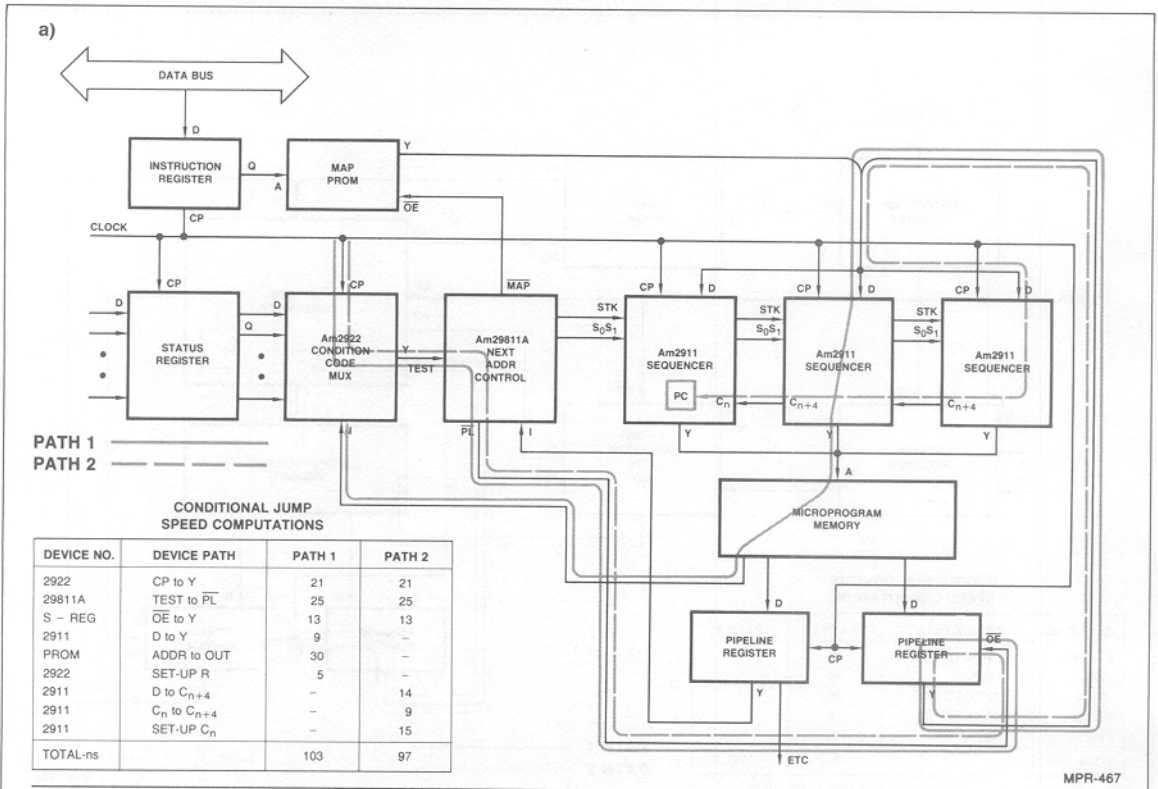 a)
DATA BUS
D
INSTRUCTION
REGISTER
Q
A
MAP
PROM
Y
OE
CP
CLOCK
CP
CP
MAP
CP
D
CP
D
CP
D
D
STATUS
REGISTER
D
Q
Am2922
CONDITION
CODE
MUX
Y
TEST
Am29811A
NEXT
ADDR
CONTROL
STK
S0S1
Am2911
SEQUENCER
PC
STK
S0S1
Am2911
SEQUENCER
STK
S0S1
Am2911
SEQUENCER
Cn
Cn+4
Cn+4
I
PL
I
Y
Y
Y
A
PATH 1
PATH 2
MICROPROGRAM
MEMORY
D
D
PIPELINE
REGISTER
CP
PIPELINE
REGISTER
OE
Y
Y
ETC
CONDITIONAL JUMP
SPEED COMPUTATIONS
DEVICE NO. DEVICE PATH PATH 1 PATH 2
2922 CP to Y 21 21
29811A TEST to PL 25 25
S – REG OE to Y 13 13
2911 D to Y 9 –
PROM ADDR to OUT 30 –
2922 SET-UP R 5 –
2911 D to Cn+4 – 14
2911 Cn to Cn+4 – 9
2911 SET-UP Cn – 15
TOTAL-ns 103 97
MPR-467